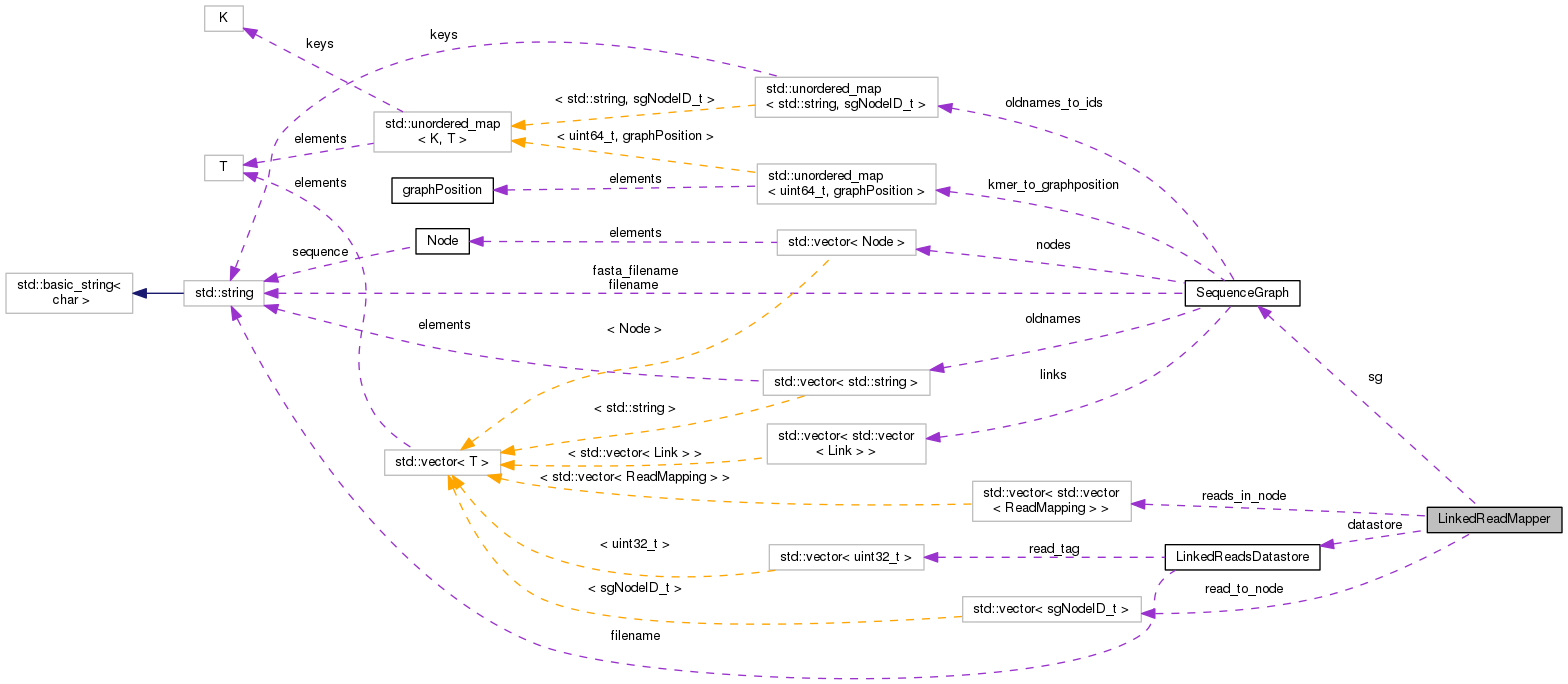 K
keys
keys
std::unordered_map
< std::string, sgNodeID_t >
oldnames_to_ids
< std::string, sgNodeID_t >
std::unordered_map
< K, T >
elements
< uint64_t, graphPosition >
T
elements
graphPosition
elements
std::unordered_map
< uint64_t, graphPosition >
kmer_to_graphposition
Node
elements
std::vector< Node >
nodes
sequence
std::basic_string<
char >
std::string
fasta_filename
filename
SequenceGraph
elements
< Node >
oldnames
std::vector< std::string >
links
sg
< std::string >
std::vector< std::vector
< Link > >
std::vector< T >
< std::vector< Link > >
< std::vector< ReadMapping > >
std::vector< std::vector
< ReadMapping > >
reads_in_node
LinkedReadMapper
datastore
< uint32_t >
std::vector< uint32_t >
read_tag
LinkedReadsDatastore
< sgNodeID_t >
std::vector< sgNodeID_t >
read_to_node
filename